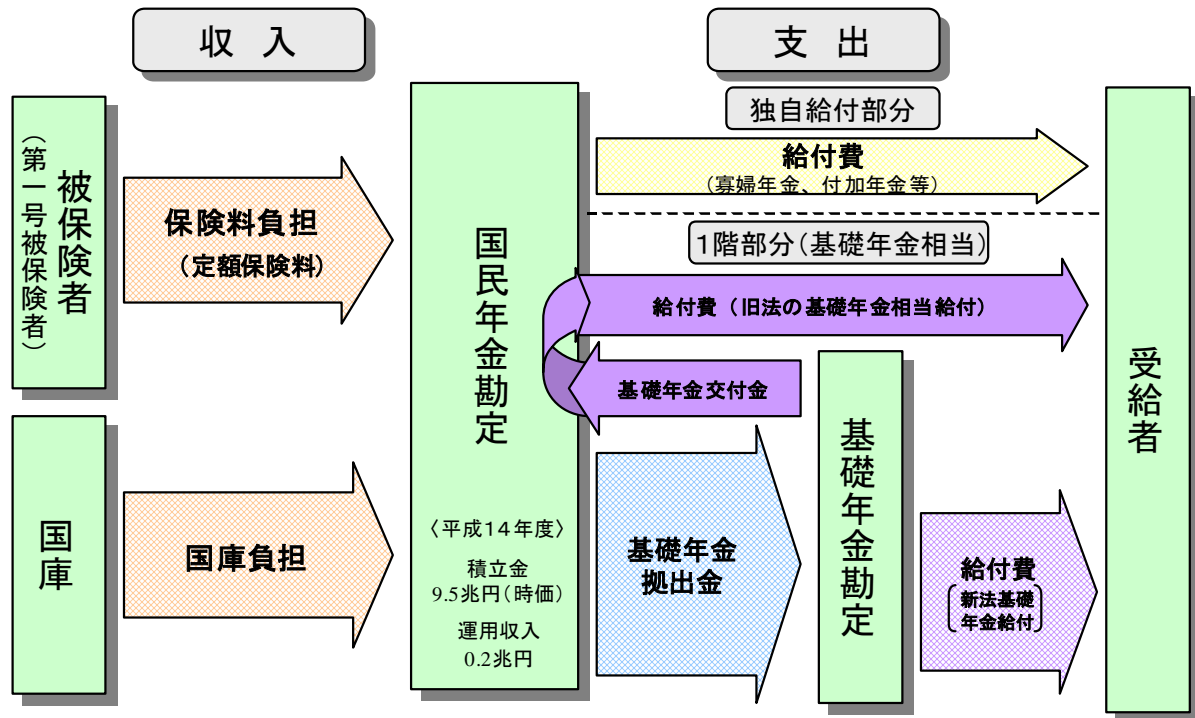 収 入
支 出
被保険者
（第一号被保険者）
保険料負担
（定額保険料）
国庫
国庫負担
国民年金勘定
〈平成１４年度〉
積立金
9.5兆円（時価）
運用収入
0.2兆円
独自給付部分
給付費
（寡婦年金、付加年金等）
１階部分（基礎年金相当）
給付費（旧法の基礎年金相当給付）
基礎年金交付金
基礎年金
拠出金
基礎年金勘定
給付費
新法基礎
年金給付
受給者